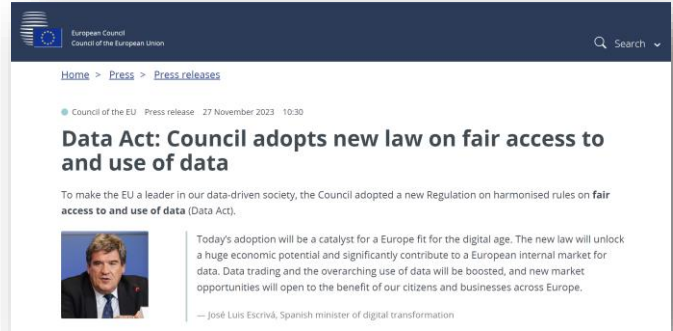 European Council
Council of the European Union
Search
Home > Press > Press releases
Council of the EU Press release 27 November 2023 10:30
Data Act: Council adopts new law on fair access to
and use of data
To make the EU a leader in our data-driven society, the Council adopted a new Regulation on harmonised rules on fair
access to and use of data (Data Act).
Today's adoption will be a catalyst for a Europe fit for the digital age. The new law will unlock
a huge economic potential and significantly contribute to a European internal market for
data. Data trading and the overarching use of data will be boosted, and new market
opportunities will open to the benefit of our citizens and businesses across Europe.
— José Luis Escrivá, Spanish minister of digital transformation